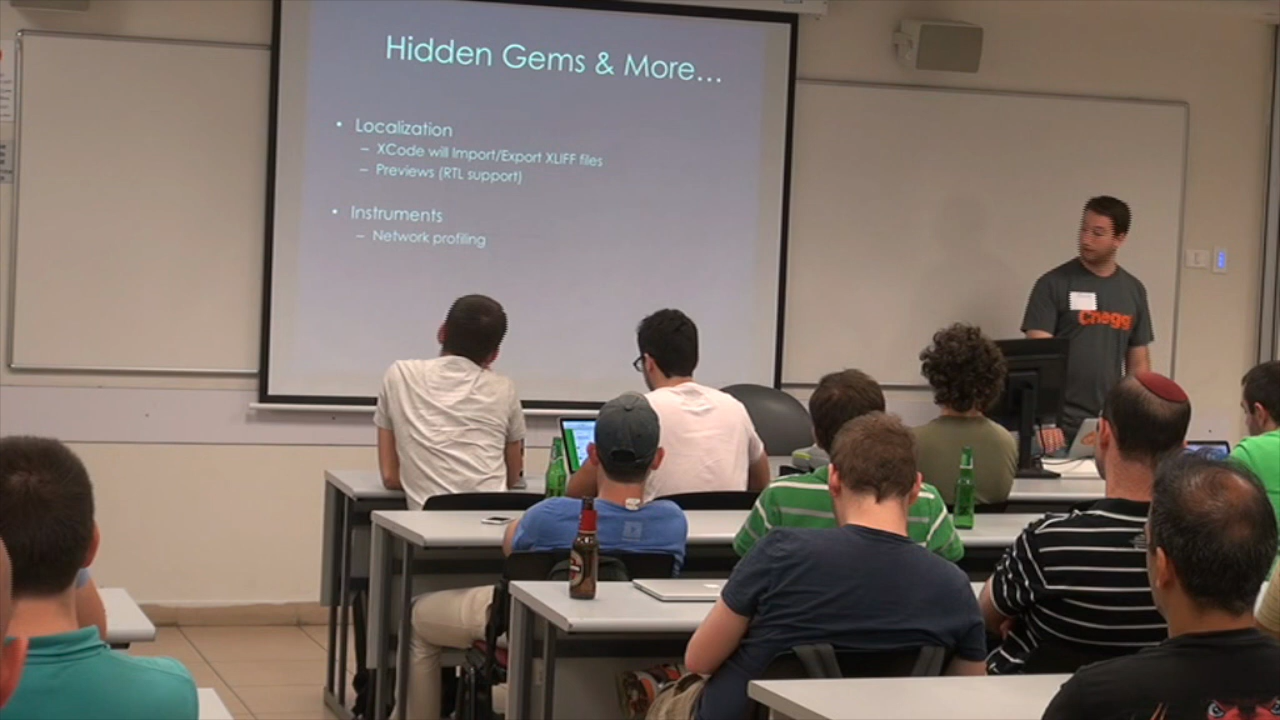 Hidden Gems & More...
• Localization
– XCode will Import/Export XLIFF files
– Previews (RTL support)
• Instruments
– Network profiling
Chegg